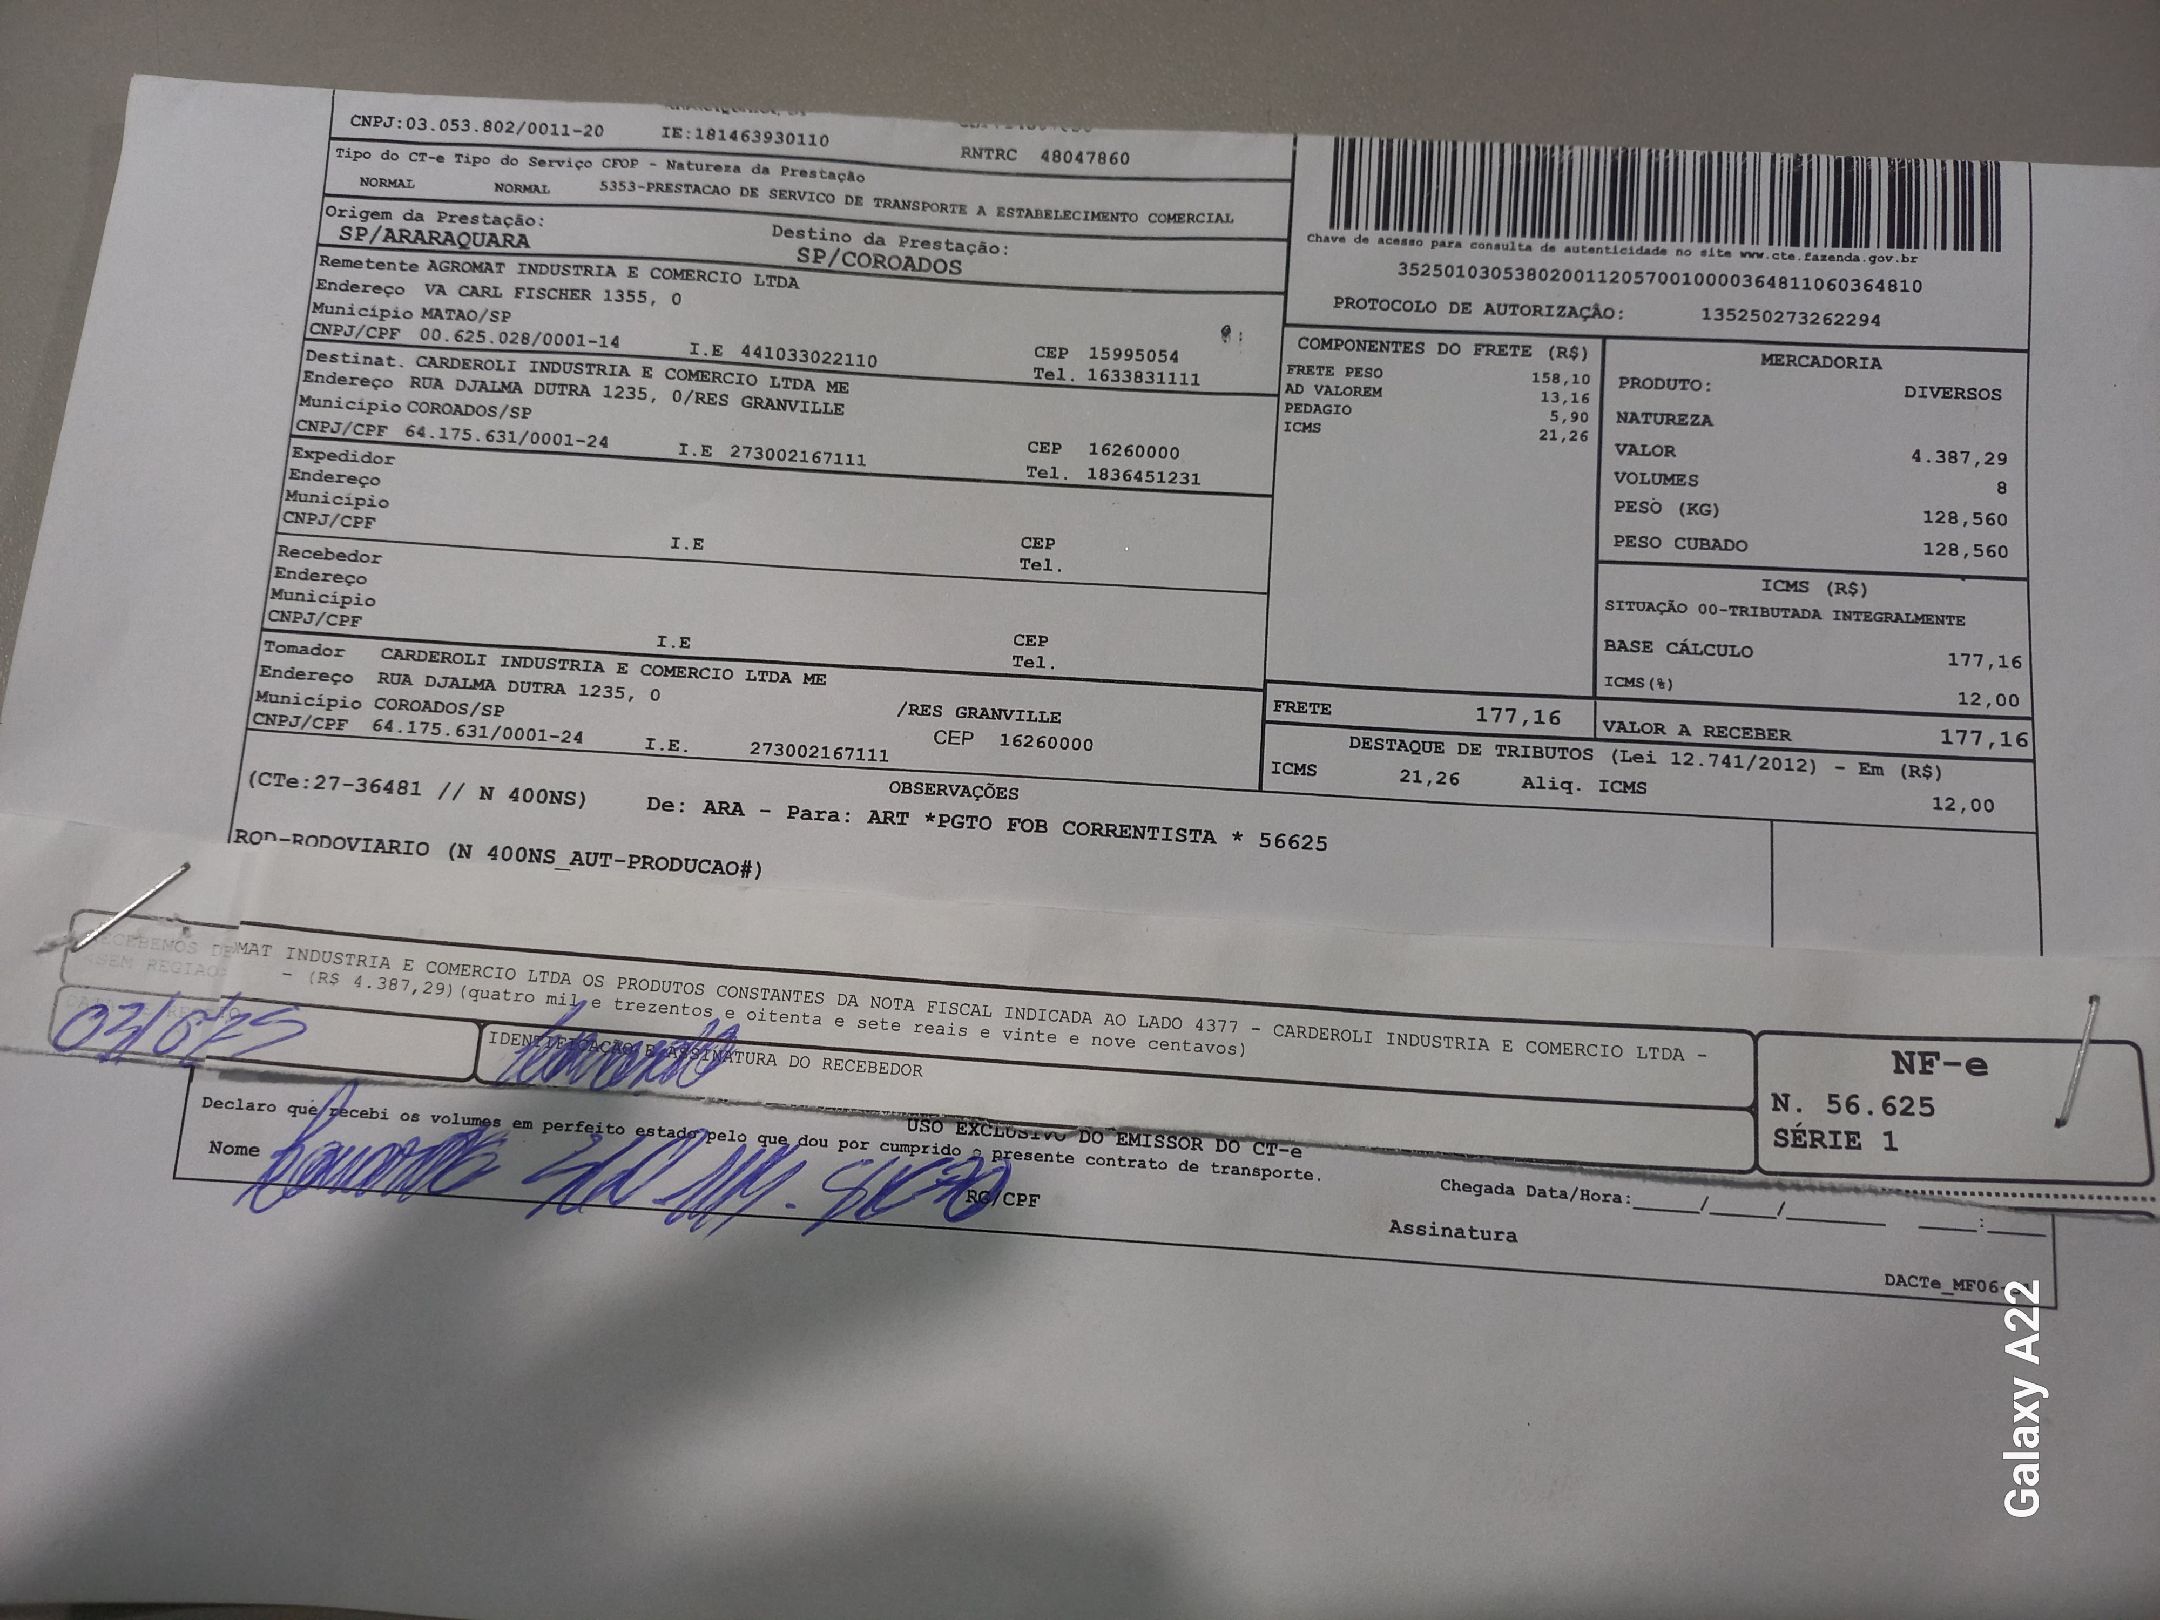 CNPJ:03.053.802/0011-20 IE:181463930110
RNTRC 48047860
Tipo do CT-e Tipo do Serviço CFOP - Natureza da Prestação
NORMAL NORMAL 5353-PRESTACAO DE SERVICO DE TRANSPORTE A ESTABELECIMENTO COMERCIAL
Origem da Prestação: Destino da Prestação:
SP/ARARAQUARA SP/COROADOS
Remetente AGROMAT INDUSTRIA E COMERCIO LTDA
Endereço VA CARL FISCHER 1355, 0
Município MATAO/SP
CNPJ/CPF 00.625.028/0001-14 I.E 441033022110 CEP 15995054
Tel. 1633831111
Destinat. CARDEROLI INDUSTRIA E COMERCIO LTDA ME
Endereço RUA DJALMA DUTRA 1235, 0/RES GRANVILLE
Município COROADOS/SP
CNPJ/CPF 64.175.631/0001-24 I.E 273002167111 CEP 16260000
Tel. 1836451231
Expedidor
Endereço
Município
CNPJ/CPF I.E CEP
Tel.
Recebedor
Endereço
Município
CNPJ/CPF I.E CEP
Tel.
Tomador CARDEROLI INDUSTRIA E COMERCIO LTDA ME
Endereço RUA DJALMA DUTRA 1235, 0 /RES GRANVILLE
Município COROADOS/SP CEP 16260000
CNPJ/CPF 64.175.631/0001-24 I.E. 273002167111
Chave de acesso para consulta de autenticidade no site www.cte.fazenda.gov.br
35250103053802001120570010000364811060364810
PROTOCOLO DE AUTORIZAÇÂO: 135250273262294
COMPONENTES DO FRETE (R$)
FRETE PESO 158,10
AD VALOREM 13,16
PEDAGIO 5,90
ICMS 21,26
MERCADORIA
PRODUTO: DIVERSOS
NATUREZA
VALOR 4.387,29
VOLUMES 8
PESO (KG) 128,560
PESO CUBADO 128,560
ICMS (R$)
SITUAÇÃO 00-TRIBUTADA INTEGRALMENTE
BASE CÁLCULO 177,16
ICMS(%) 12,00
FRETE 177,16 VALOR A RECEBER 177,16
DESTAQUE DE TRIBUTOS (Lei 12.741/2012) - Em (R$)
ICMS 21,26 Aliq. ICMS 12,00
OBSERVAÇÕES
(CTe:27-36481 // N 400NS) De: ARA - Para: ART *PGTO FOB CORRENTISTA * 56625
ROD-RODOVIARIO (N 400NS_AUT-PRODUCAO#)
RECEBEMOS DE MAT INDUSTRIA E COMERCIO LTDA OS PRODUTOS CONSTANTES DA NOTA FISCAL INDICADA AO LADO 4377 - CARDEROLI INDUSTRIA E COMERCIO LTDA -
SEM REGIAO: - (R$ 4.387,29)(quatro mil e trezentos e oitenta e sete reais e vinte e nove centavos)
IDENTIFICAÇÃO E ASSINATURA DO RECEBEDOR
NF-e
N. 56.625
SÉRIE 1
USO EXCLUSIVO DO EMISSOR DO CT-e
Declaro que recebi os volumes em perfeito estado pelo que dou por cumprido o presente contrato de transporte.
Nome RG/CPF
Chegada Data/Hora:_____/_____/_______ ____:____
Assinatura
DACTe_MF06-
Galaxy A22